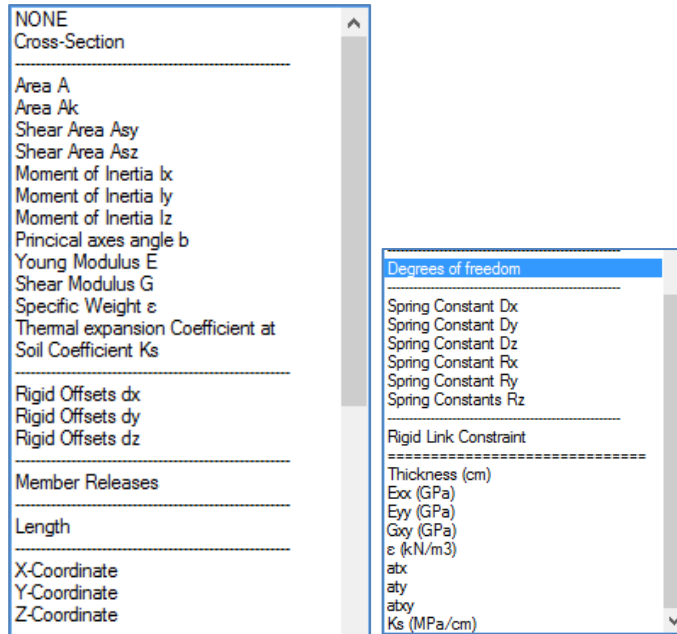 NONE
Cross-Section
----------------------------------------------------
Area A
Area Ak
Shear Area Asy
Shear Area Asz
Moment of Inertia Ix
Moment of Inertia Iy
Moment of Inertia Iz
Princical axes angle b
Young Modulus E
Shear Modulus G
Specific Weight ε
Thermal expansion Coefficient at
Soil Coefficient Ks
----------------------------------------------------
Rigid Offsets dx
Rigid Offsets dy
Rigid Offsets dz
----------------------------------------------------
Member Releases
----------------------------------------------------
Length
----------------------------------------------------
X-Coordinate
Y-Coordinate
Z-Coordinate
----------------------------------------------------
Degrees of freedom
----------------------------------------------------
Spring Constant Dx
Spring Constant Dy
Spring Constant Dz
Spring Constant Rx
Spring Constant Ry
Spring Constants Rz
----------------------------------------------------
Rigid Link Constraint
==============================
Thickness (cm)
Exx (GPa)
Eyy (GPa)
Gxy (GPa)
ε (kN/m3)
atx
aty
atxy
Ks (MPa/cm)